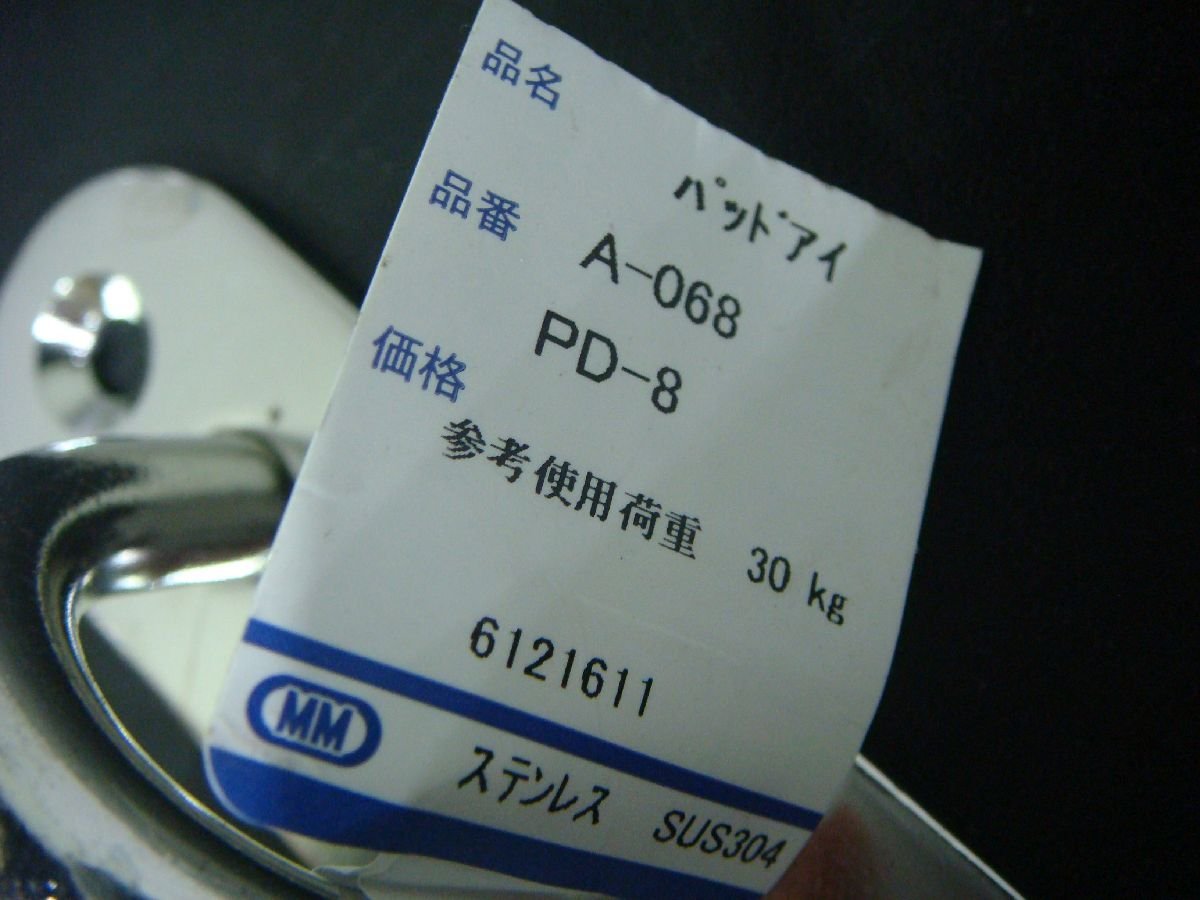 品名
パッドアイ
品番
A-068
PD-8
価格
参考使用荷重 30 kg
6121611
MM
ステンレス SUS304